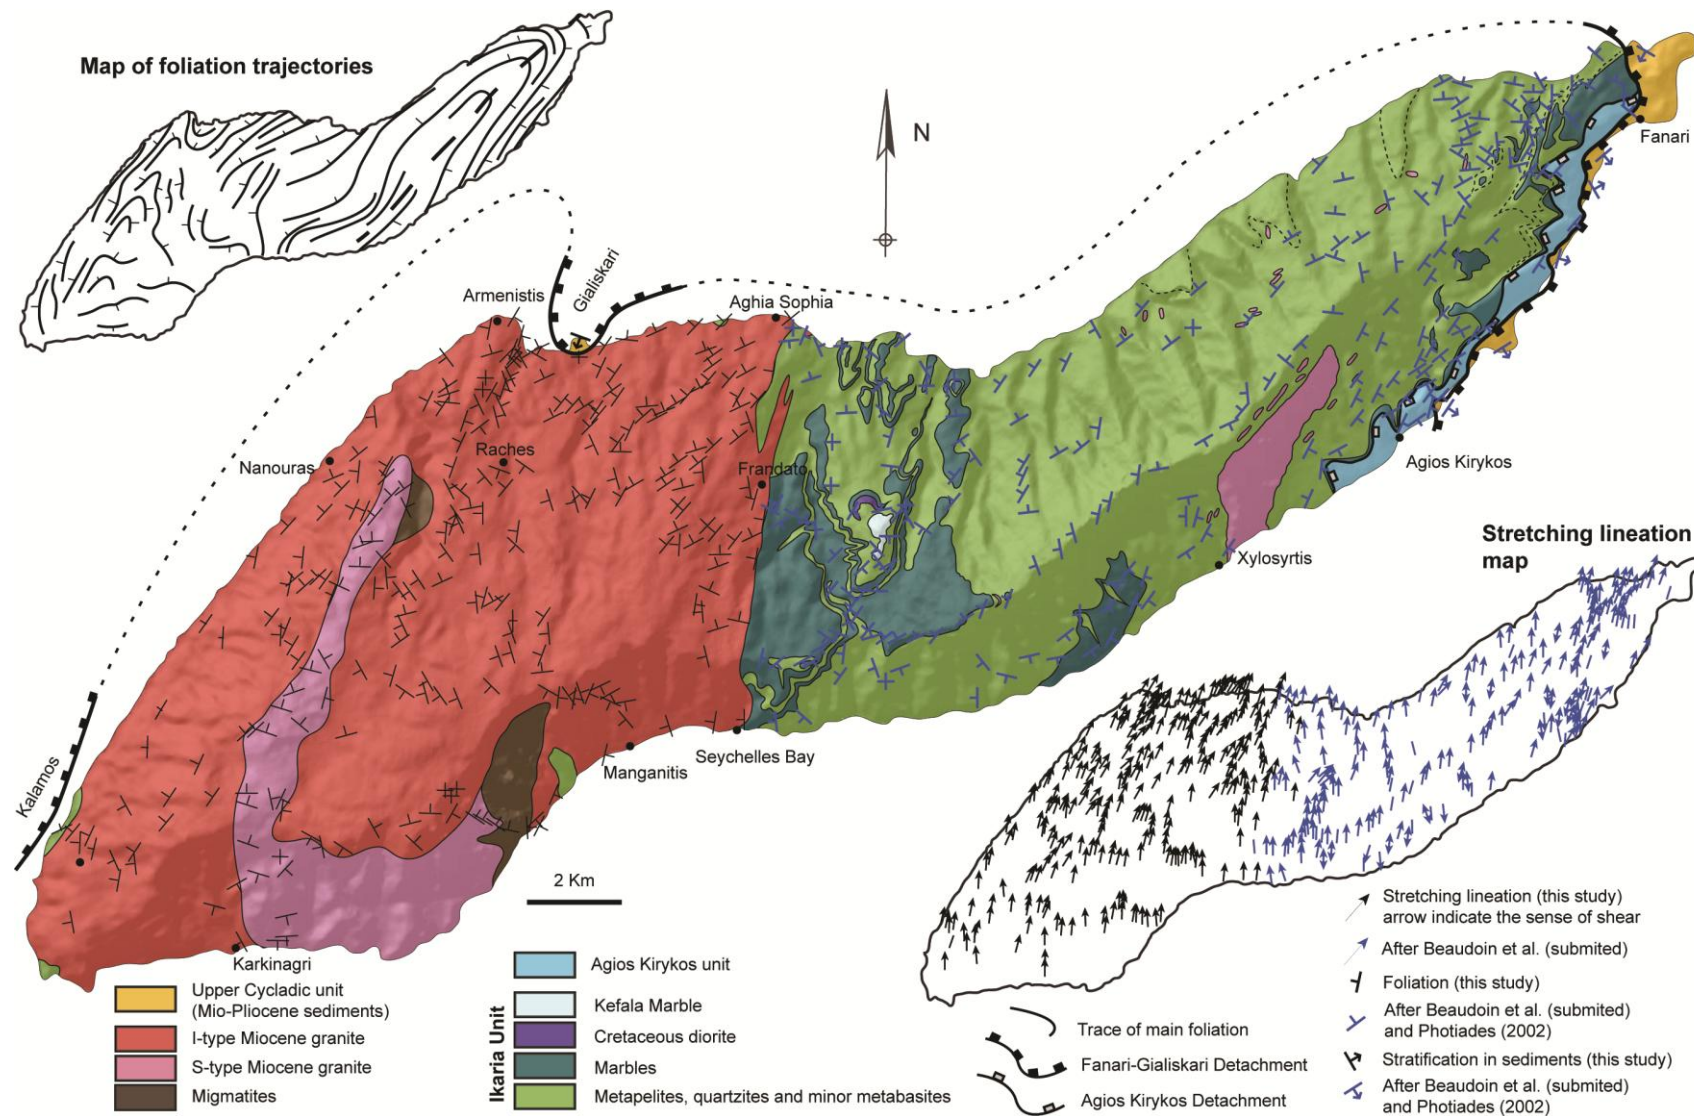 Map of foliation trajectories
N
Fanari
Armenistis
Gialiskari
Aghia Sophia
Nanouras
Raches
Frandato
Agios Kirykos
Xylosyrtis
Stretching lineation
map
Kalamos
Manganitis
Seychelles Bay
2 Km
Karkinagri
Upper Cycladic unit
(Mio-Pliocene sediments)
I-type Miocene granite
S-type Miocene granite
Migmatites
Ikaria Unit
Agios Kirykos unit
Kefala Marble
Cretaceous diorite
Marbles
Metapelites, quartzites and minor metabasites
Trace of main foliation
Fanari-Gialiskari Detachment
Agios Kirykos Detachment
Stretching lineation (this study)
arrow indicate the sense of shear
After Beaudoin et al. (submited)
Foliation (this study)
After Beaudoin et al. (submited)
and Photiades (2002)
Stratification in sediments (this study)
After Beaudoin et al. (submited)
and Photiades (2002)